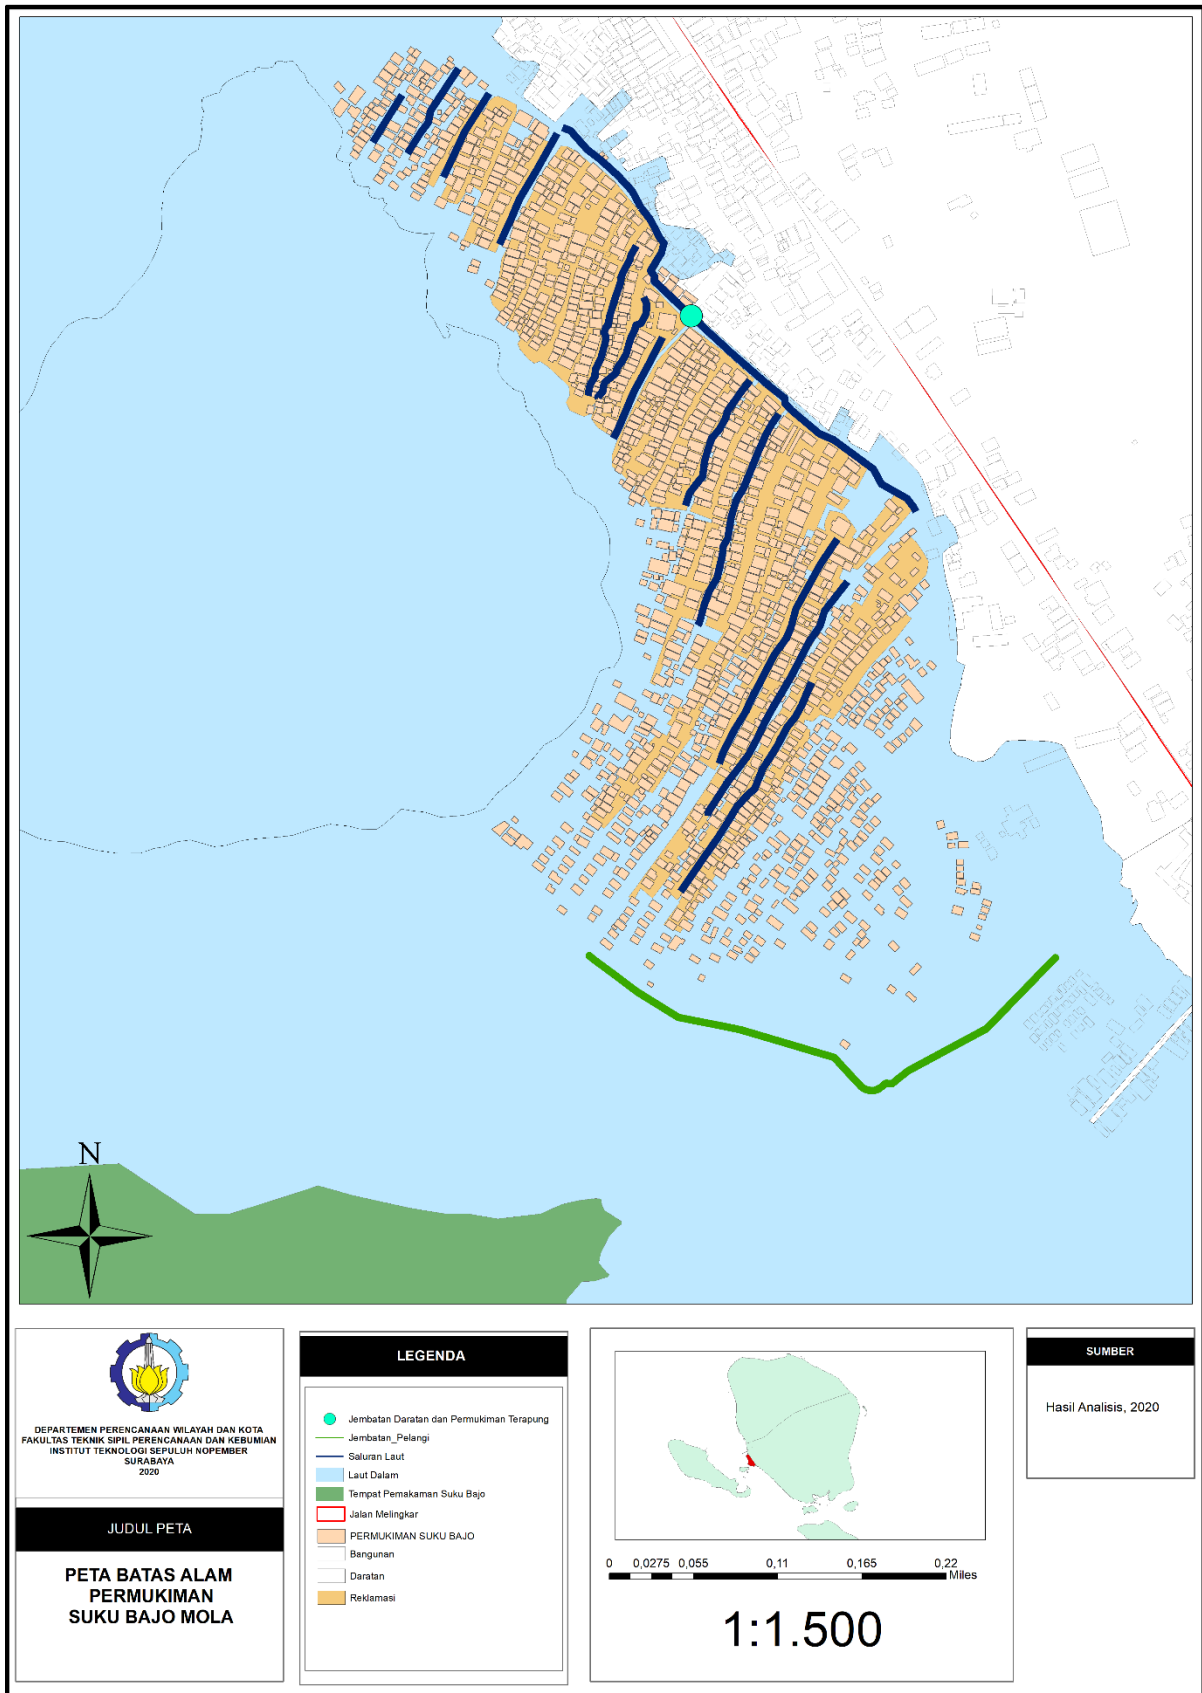 N
DEPARTEMEN PERENCANAAN WILAYAH DAN KOTA
FAKULTAS TEKNIK SIPIL PERENCANAAN DAN KEBUMIAN
INSTITUT TEKNOLOGI SEPULUH NOPEMBER
SURABAYA
2020
JUDUL PETA
PETA BATAS ALAM
PERMUKIMAN
SUKU BAJO MOLA
LEGENDA
Jembatan Daratan dan Permukiman Terapung
Jembatan_Pelangi
Saluran Laut
Laut Dalam
Tempat Pemakaman Suku Bajo
Jalan Melingkar
PERMUKIMAN SUKU BAJO
Bangunan
Daratan
Reklamasi
0 0,0275 0,055 0,11 0,165 0,22
Miles
1:1.500
SUMBER
Hasil Analisis, 2020